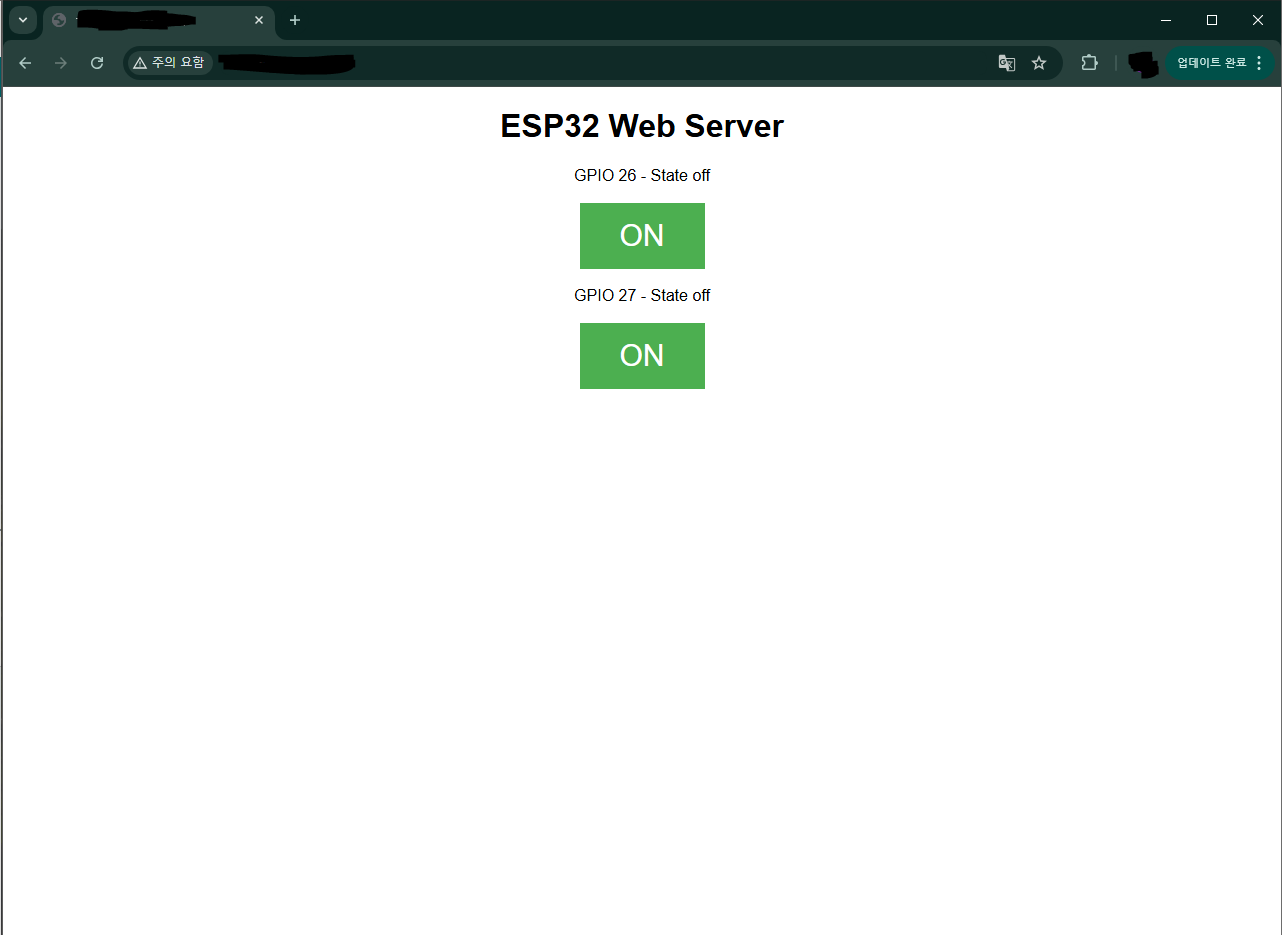 주의 요함
업데이트 완료
ESP32 Web Server
GPIO 26 - State off
ON
GPIO 27 - State off
ON